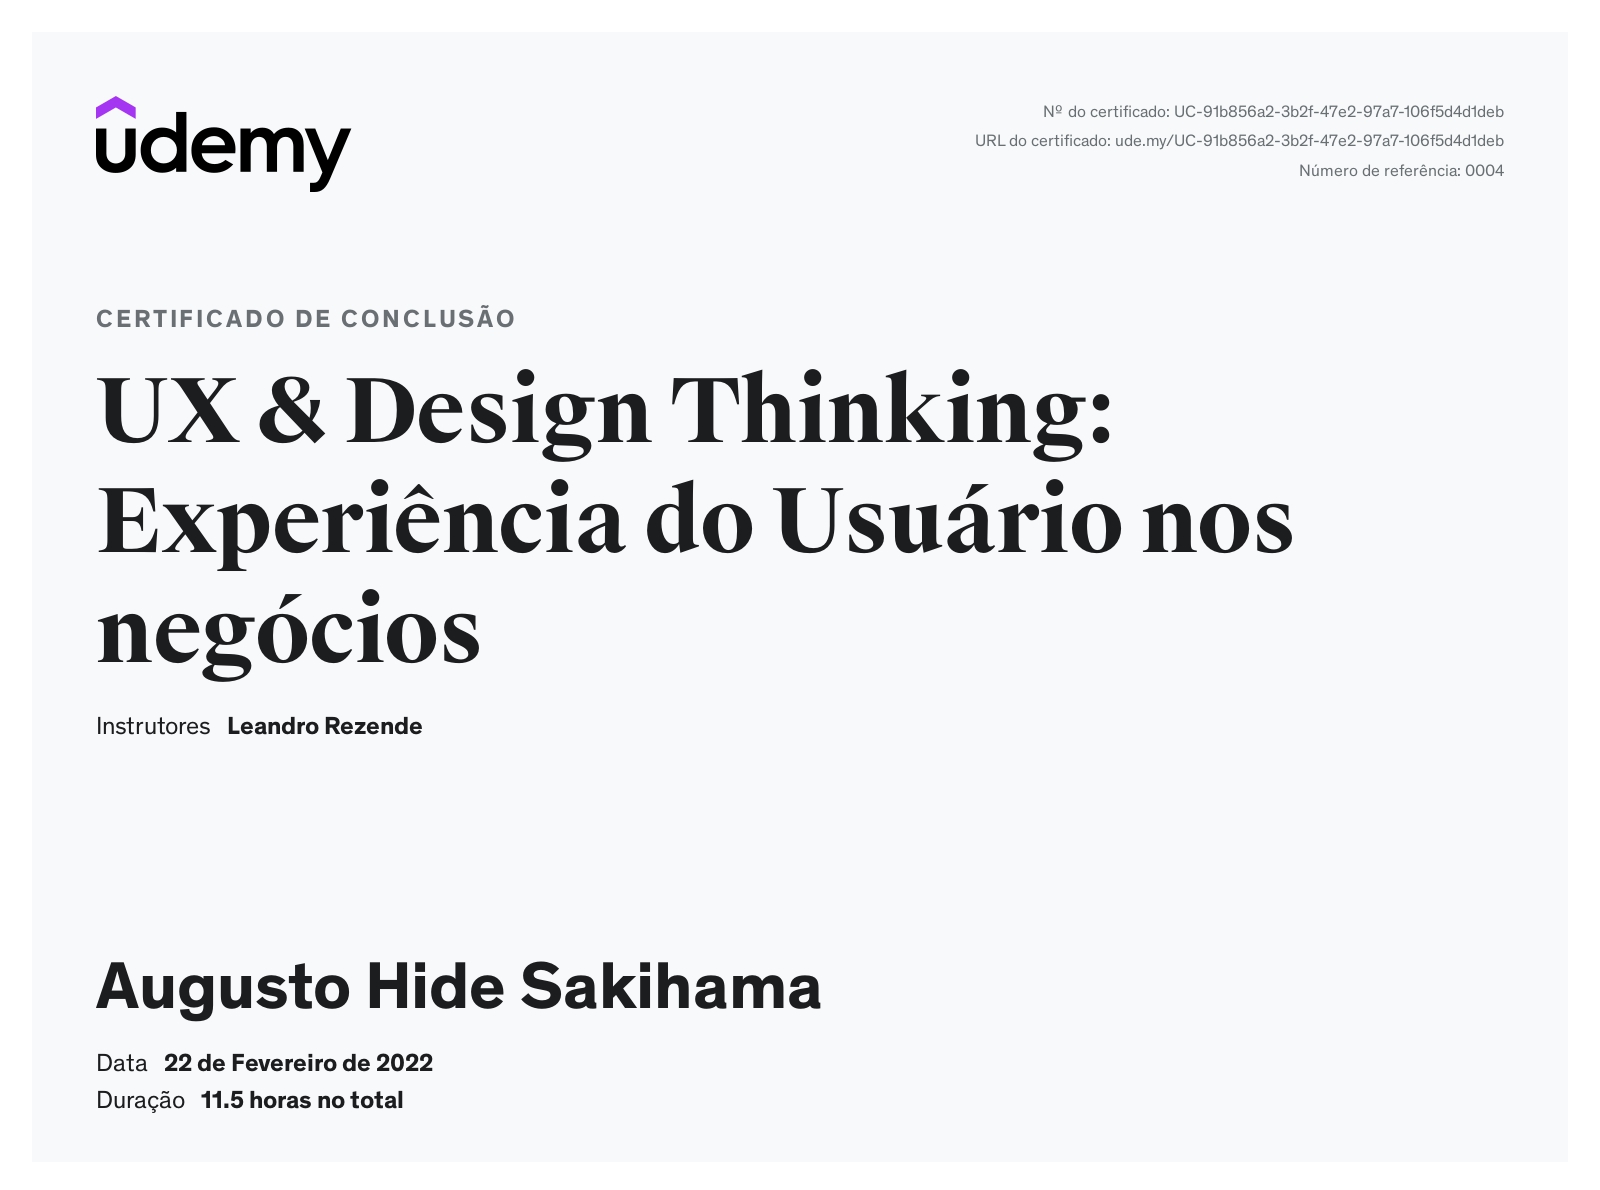 udemy
Nº do certificado: UC-91b856a2-3b2f-47e2-97a7-106f5d4d1deb
URL do certificado: ude.my/UC-91b856a2-3b2f-47e2-97a7-106f5d4d1deb
Número de referência: 0004
CERTIFICADO DE CONCLUSÃO
UX & Design Thinking:
Experiência do Usuário nos
negócios
Instrutores Leandro Rezende
Augusto Hide Sakihama
Data 22 de Fevereiro de 2022
Duração 11.5 horas no total